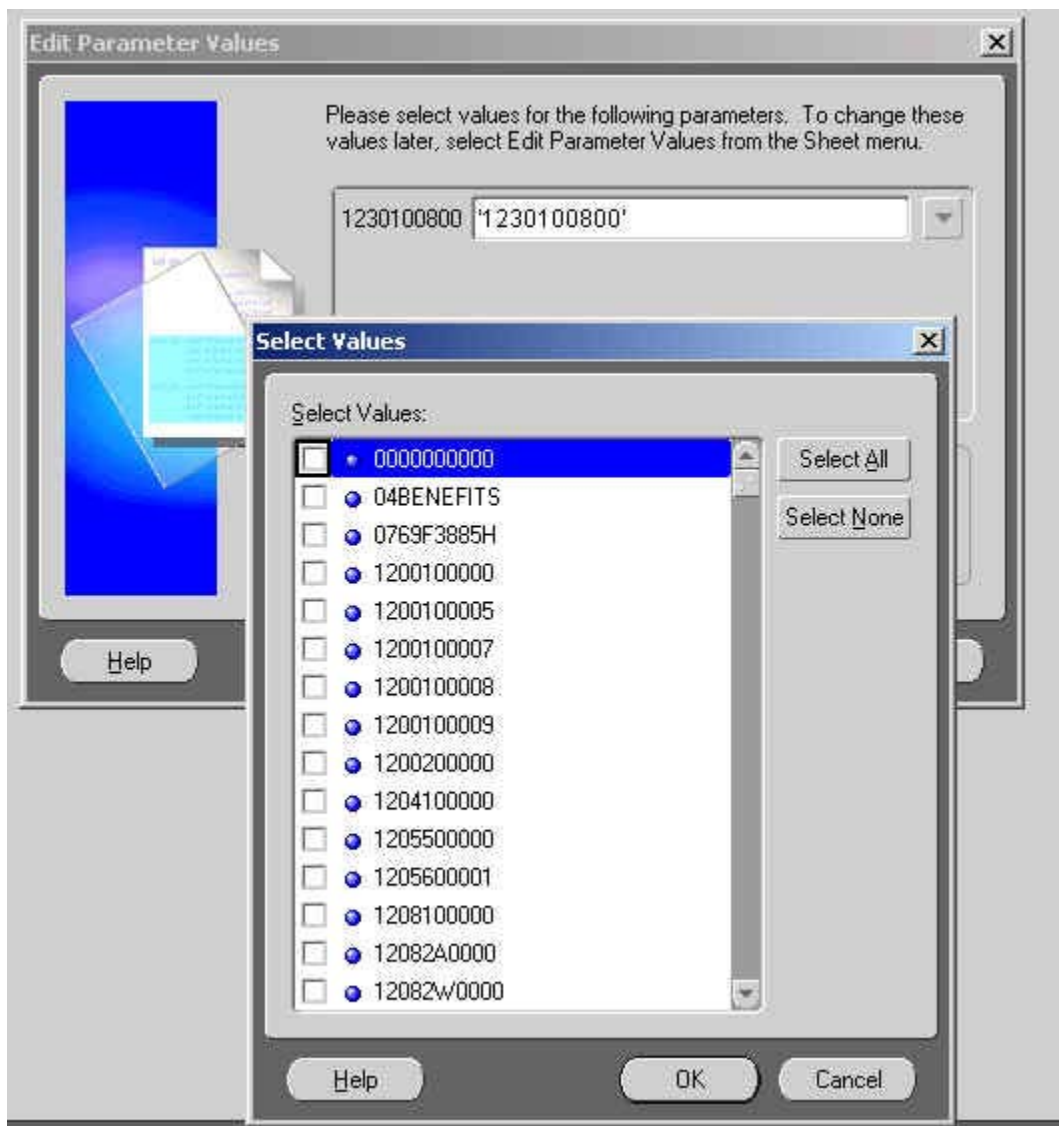 Edit Parameter Values
Please select values for the following parameters. To change these
values later, select Edit Parameter Values from the Sheet menu.
1230100800 '1230100800'
Select Values
Select Values:
0000000000
Select All
04BENEFITS
Select None
0769F3885H
1200100000
1200100005
1200100007
1200100008
1200100009
1200200000
1204100000
1205500000
1205600001
1208100000
12082A0000
12082W0000
Help
Help
OK
Cancel